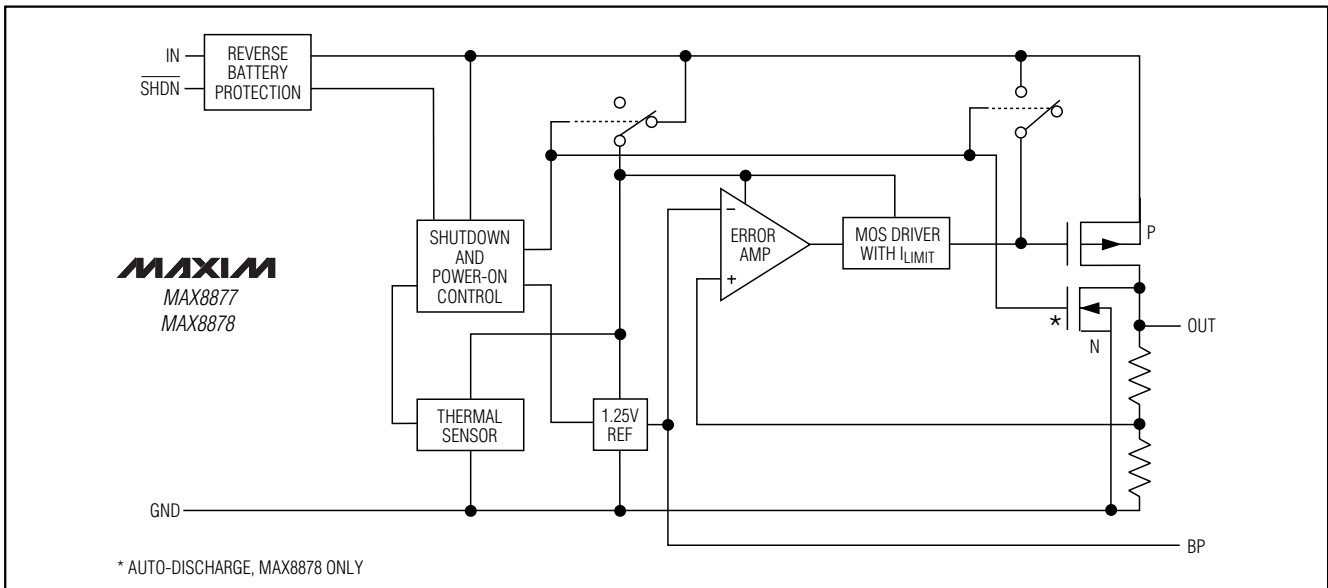 IN
SHDN
REVERSE
BATTERY
PROTECTION
SHUTDOWN
AND
POWER-ON
CONTROL
ERROR
AMP
−
+
MOS DRIVER
WITH ILIMIT
P
MAXIM
MAX8877
MAX8878
*
N
OUT
THERMAL
SENSOR
1.25V
REF
GND
BP
* AUTO-DISCHARGE, MAX8878 ONLY